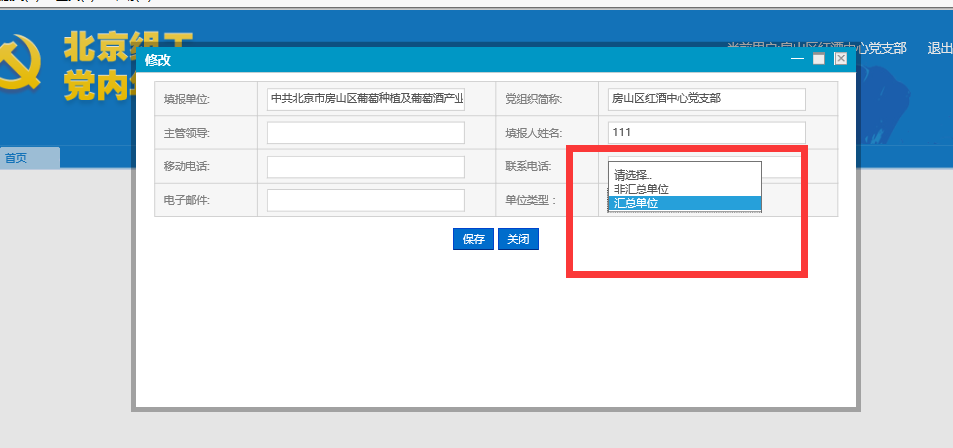 北京组工
当前用户:房山区红酒中心党支部 退出
修改
党内
填报单位: 中共北京市房山区葡萄种植及葡萄酒产业 党组织简称: 房山区红酒中心党支部
主管领导: 填报人姓名: 111
首页
移动电话: 联系电话:
请选择..
非汇总单位
电子邮件: 单位类型： 汇总单位
保存 关闭